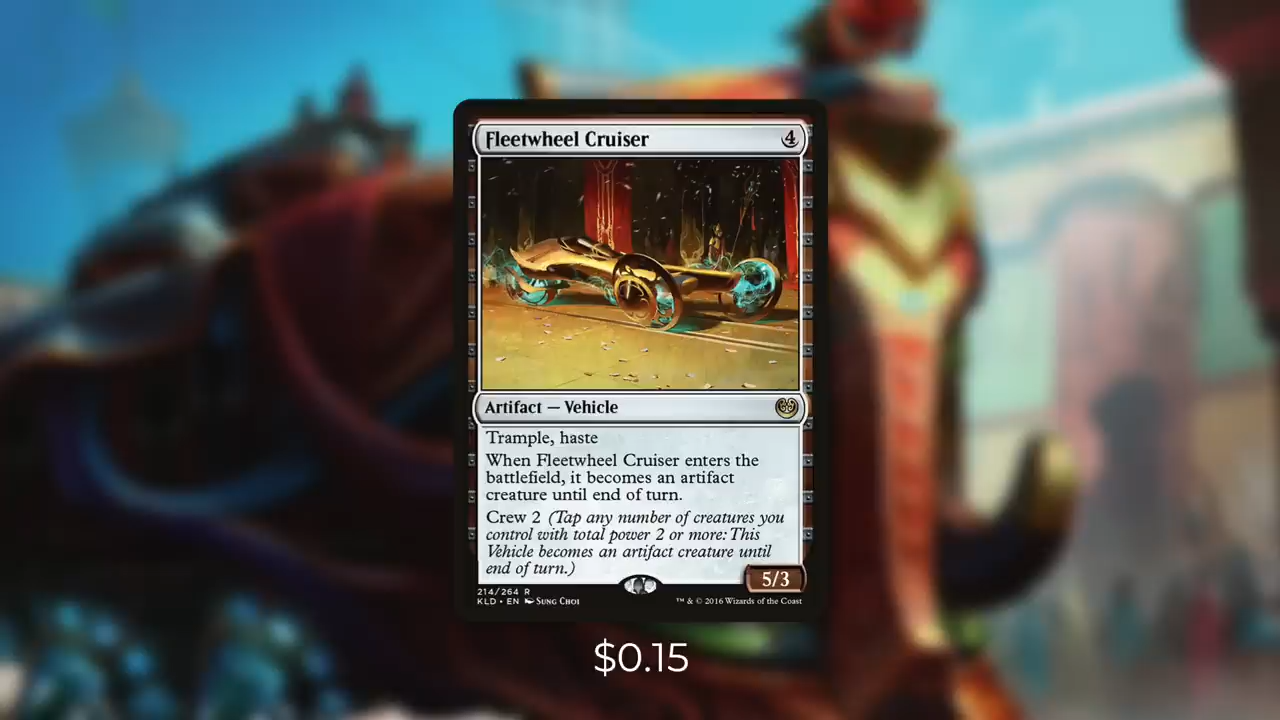 Fleetwheel Cruiser 4
Artifact — Vehicle
Trample, haste
When Fleetwheel Cruiser enters the
battlefield, it becomes an artifact
creature until end of turn.
Crew 2 (Tap any number of creatures you
control with total power 2 or more: This
Vehicle becomes an artifact creature until
end of turn.)
5/3
214/264 R
KLD • EN Sung Choi
™ & © 2016 Wizards of the Coast
$0.15